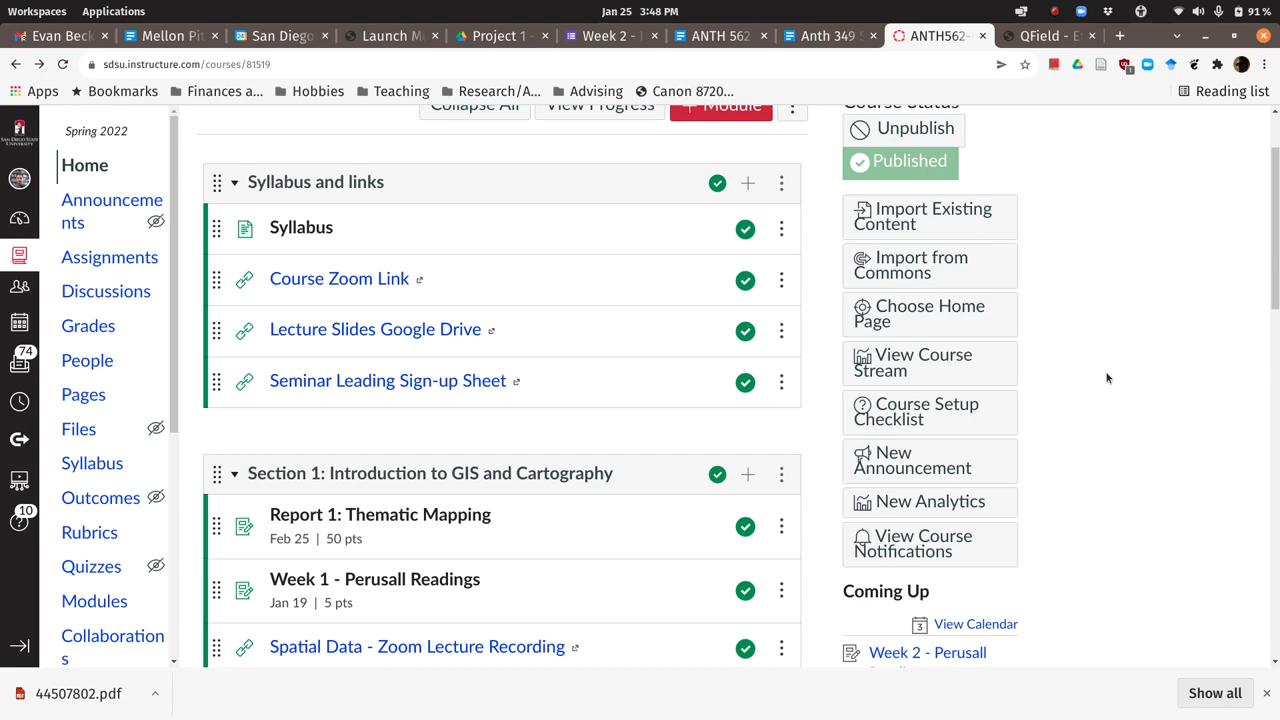 Workspaces Applications Jan 25 3:48 PM 91 %
Evan Beck Mellon Pi San Diego Launch M Project 1 - Week 2 - ANTH 562 Anth 349 S ANTH562- QField - E
sdsu.instructure.com/courses/81519
Apps Bookmarks Finances a... Hobbies Teaching Research/A... Advising Canon 8720... Reading list
Spring 2022
Home
Announceme
nts
Assignments
Discussions
Grades
People
Pages
Files
Syllabus
Outcomes
Rubrics
Quizzes
Modules
Collaboration
s
74
10
Collapse All View Progress + Module
Syllabus and links
Syllabus
Course Zoom Link
Lecture Slides Google Drive
Seminar Leading Sign-up Sheet
Section 1: Introduction to GIS and Cartography
Report 1: Thematic Mapping
Feb 25 | 50 pts
Week 1 - Perusall Readings
Jan 19 | 5 pts
Spatial Data - Zoom Lecture Recording
Course Status
Unpublish
Published
Import Existing
Content
Import from
Commons
Choose Home
Page
View Course
Stream
Course Setup
Checklist
New
Announcement
New Analytics
View Course
Notifications
Coming Up
3 View Calendar
Week 2 - Perusall
44507802.pdf
Show all